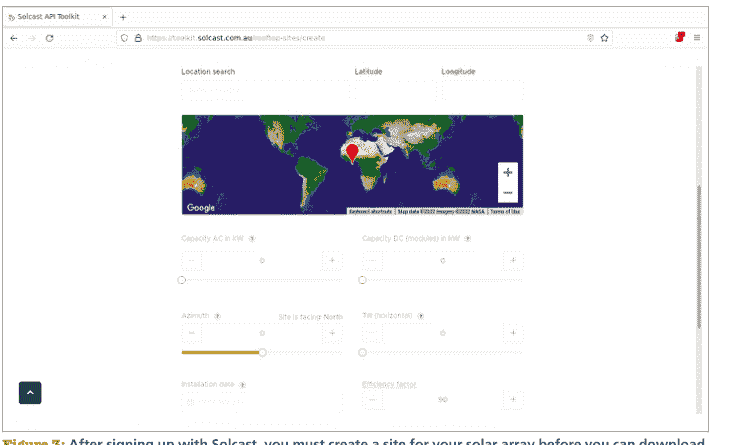 Solcast API Toolkit
https://toolkit.solcast.com.au/rooftop-sites/create
Location search Latitude Longitude
Google
Keyboard shortcuts Map data ©2022 Imagery ©2022 NASA Terms of Use
Capacity AC in kW Capacity DC (modules) in kW
0 0
Azimuth Site is facing: North Tilt (horizontal)
0 0
Installation date Efficiency factor
90
Figure 3: After signing up with Solcast, you must create a site for your solar array before you can download